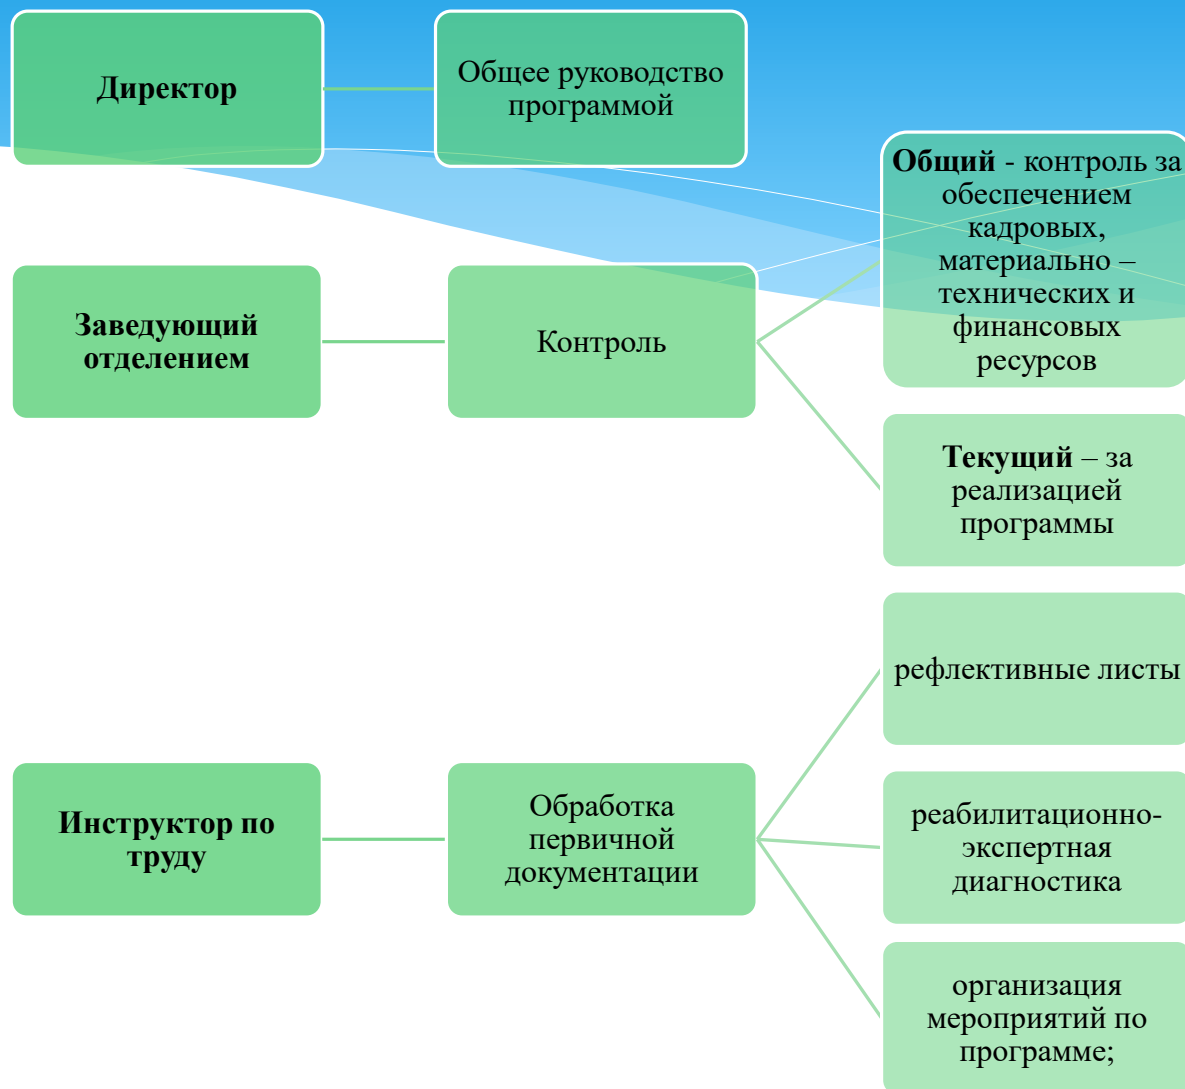 Директор
Общее руководство
программой
Заведующий
отделением
Контроль
Общий - контроль за
обеспечением
кадровых,
материально –
технических и
финансовых
ресурсов
Текущий – за
реализацией
программы
Инструктор по
труду
Обработка
первичной
документации
рефлективные листы
реабилитационно-
экспертная
диагностика
организация
мероприятий по
программе;